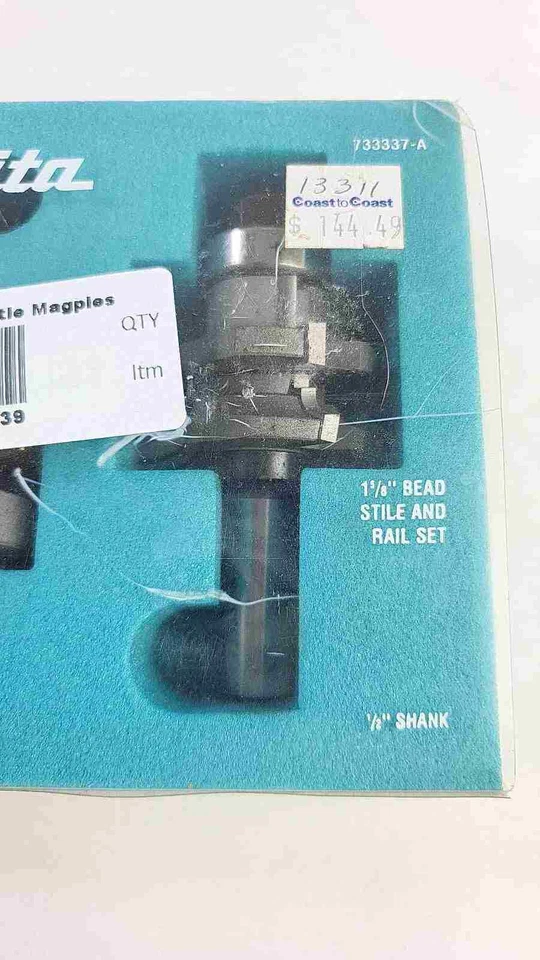 733337-A
ita
13311
Coast to Coast
$ 144.49
tle Magpies
QTY
Itm
39
1⅝" BEAD
STILE AND
RAIL SET
½" SHANK